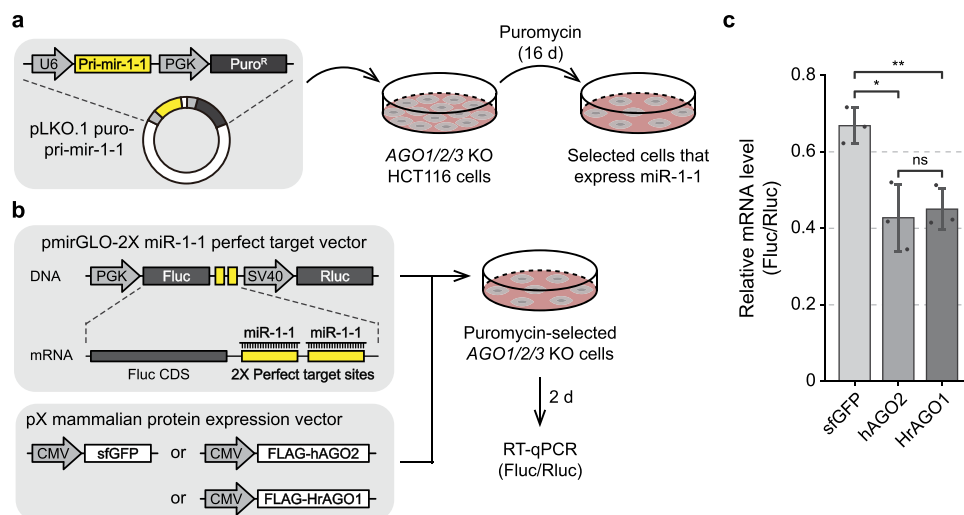 a
U6 Pri-mir-1-1 PGK Puroᴿ
pLKO.1 puro-
pri-mir-1-1
AGO1/2/3 KO
HCT116 cells
Puromycin
(16 d)
Selected cells that
express miR-1-1
b
pmirGLO-2X miR-1-1 perfect target vector
DNA PGK Fluc SV40 Rluc
miR-1-1 miR-1-1
mRNA
Fluc CDS 2X Perfect target sites
pX mammalian protein expression vector
CMV sfGFP or CMV FLAG-hAGO2
or CMV FLAG-HrAGO1
Puromycin-selected
AGO1/2/3 KO cells
2 d
RT-qPCR
(Fluc/Rluc)
c
Relative mRNA level
(Fluc/Rluc)
0.8
0.6
0.4
0.2
0
**
*
ns
sfGFP
hAGO2
HrAGO1